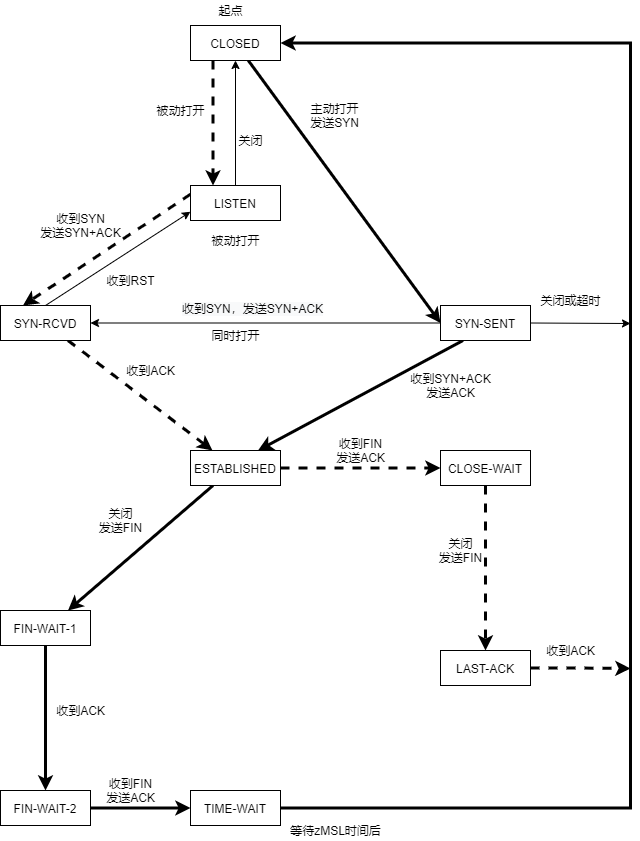 起点
CLOSED
被动打开
关闭
主动打开
发送SYN
LISTEN
被动打开
收到SYN
发送SYN+ACK
收到RST
SYN-RCVD
收到SYN，发送SYN+ACK
同时打开
SYN-SENT
关闭或超时
收到ACK
收到SYN+ACK
发送ACK
ESTABLISHED
收到FIN
发送ACK
CLOSE-WAIT
关闭
发送FIN
关闭
发送FIN
FIN-WAIT-1
LAST-ACK
收到ACK
收到ACK
FIN-WAIT-2
收到FIN
发送ACK
TIME-WAIT
等待zMSL时间后